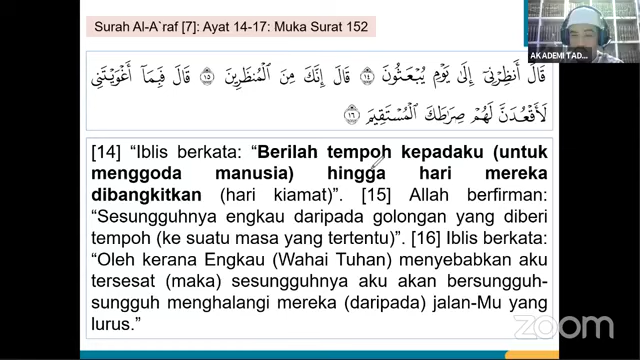 Surah Al-A`raf [7]: Ayat 14-17: Muka Surat 152
AKADEMI TAD...
قَالَ أَنظِرْنِىٓ إِلَىٰ يَوْمِ يُبْعَثُونَ ١٤ قَالَ إِنَّكَ مِنَ ٱلْمُنظَرِينَ ١٥ قَالَ فَبِمَآ أَغْوَيْتَنِى
لَأَقْعُدَنَّ لَهُمْ صِرَٰطَكَ ٱلْمُسْتَقِيمَ ١٦
[14] “Iblis berkata: “Berilah tempoh kepadaku (untuk
menggoda manusia) hingga hari mereka
dibangkitkan (hari kiamat)”. [15] Allah berfirman:
“Sesungguhnya engkau daripada golongan yang diberi
tempoh (ke suatu masa yang tertentu)”. [16] Iblis berkata:
“Oleh kerana Engkau (Wahai Tuhan) menyebabkan aku
tersesat (maka) sesungguhnya aku akan bersungguh-
sungguh menghalangi mereka (daripada) jalan-Mu yang
lurus.”
zoom